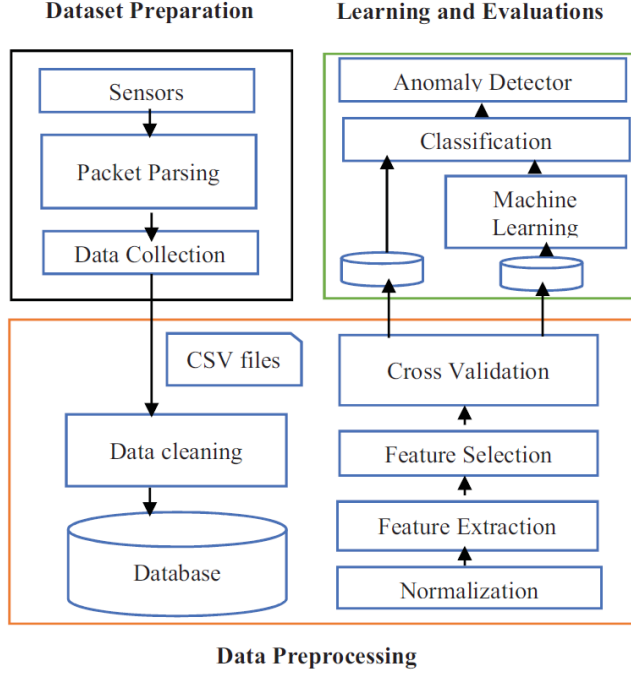 Dataset Preparation
Learning and Evaluations
Sensors
Packet Parsing
Data Collection
Anomaly Detector
Classification
Machine
Learning
CSV files
Data cleaning
Database
Cross Validation
Feature Selection
Feature Extraction
Normalization
Data Preprocessing